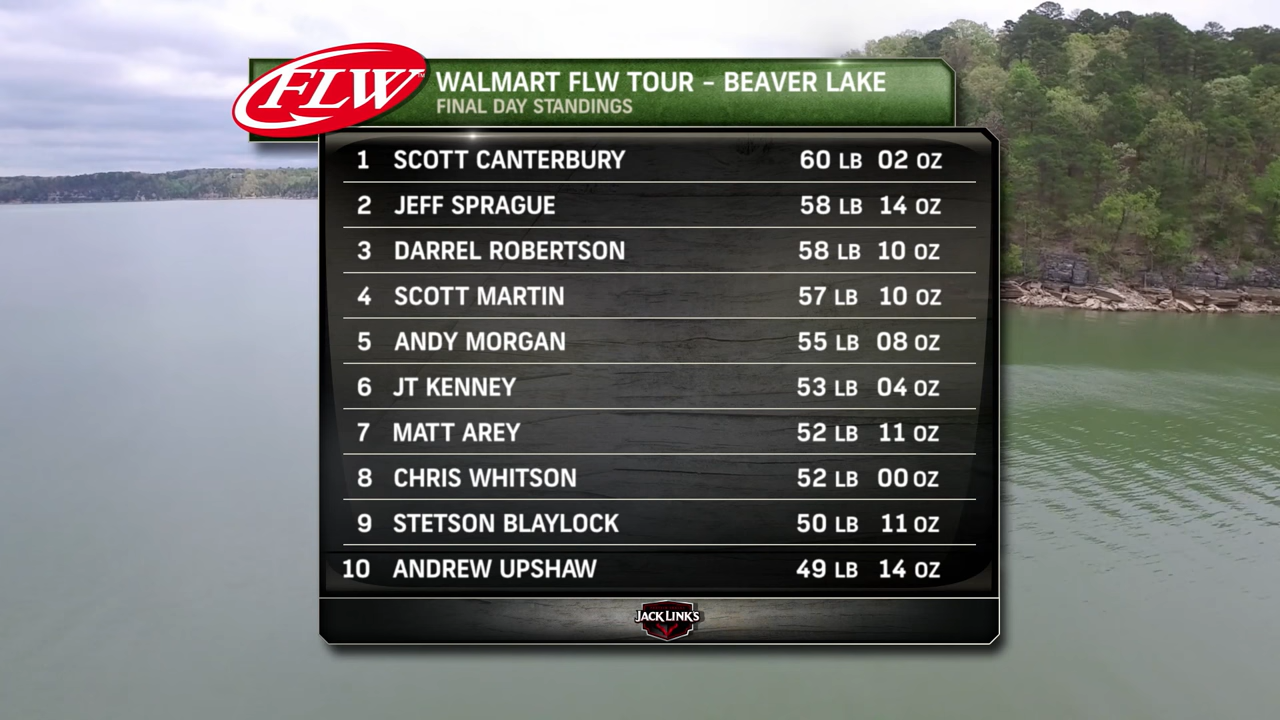 FLW
WALMART FLW TOUR – BEAVER LAKE
FINAL DAY STANDINGS
1 SCOTT CANTERBURY 60 LB 02 OZ
2 JEFF SPRAGUE 58 LB 14 OZ
3 DARREL ROBERTSON 58 LB 10 OZ
4 SCOTT MARTIN 57 LB 10 OZ
5 ANDY MORGAN 55 LB 08 OZ
6 JT KENNEY 53 LB 04 OZ
7 MATT AREY 52 LB 11 OZ
8 CHRIS WHITSON 52 LB 00 OZ
9 STETSON BLAYLOCK 50 LB 11 OZ
10 ANDREW UPSHAW 49 LB 14 OZ
JACK LINK'S